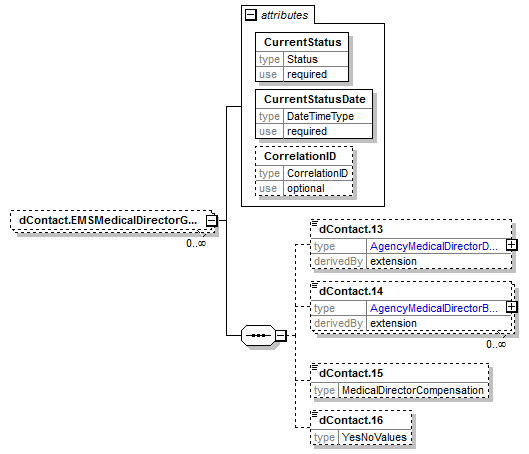 attributes
CurrentStatus
type Status
use required
CurrentStatusDate
type DateTimeType
use required
CorrelationID
type CorrelationID
use optional
dContact.EMSMedicalDirectorG...
0..∞
dContact.13
type AgencyMedicalDirectorD...
derivedBy extension
dContact.14
type AgencyMedicalDirectorB...
derivedBy extension
0..∞
dContact.15
type MedicalDirectorCompensation
dContact.16
type YesNoValues